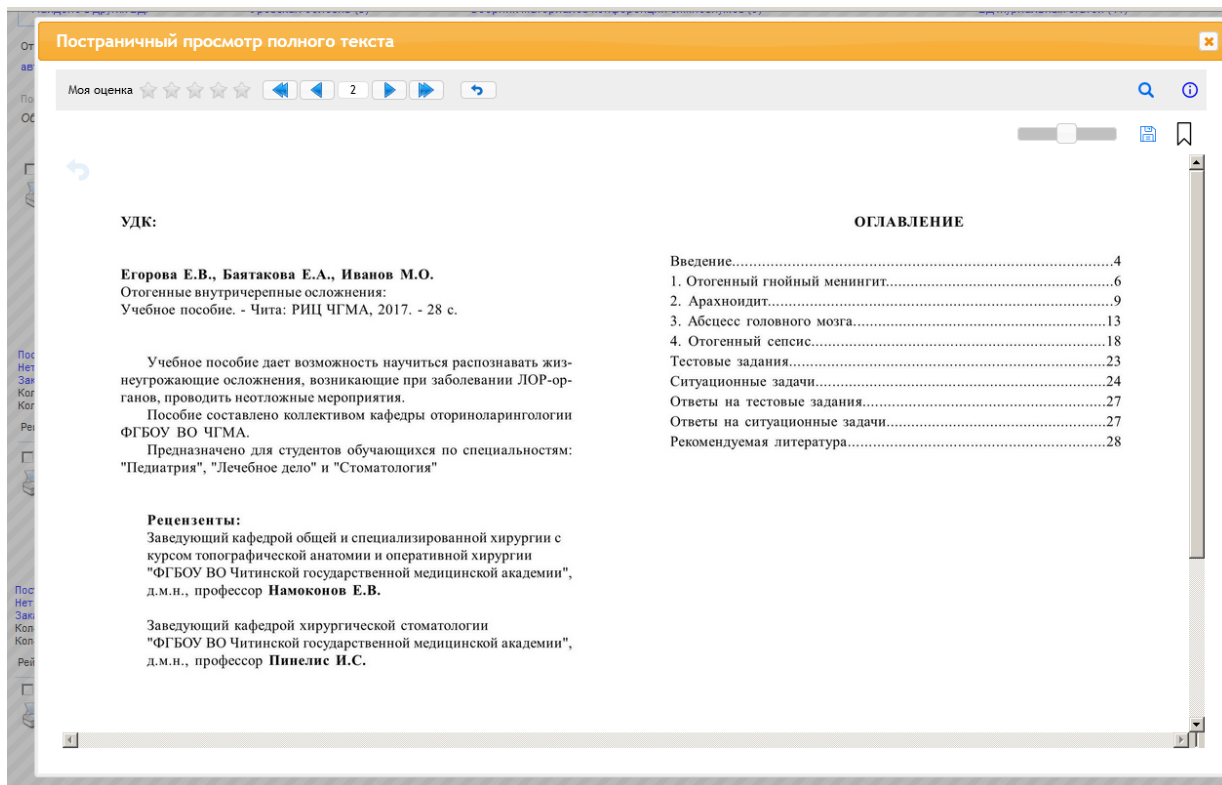 Постраничный просмотр полного текста
Моя оценка
2
УДК:
Егорова Е.В., Баятакова Е.А., Иванов М.О.
Отогенные внутричерепные осложнения:
Учебное пособие. - Чита: РИЦ ЧГМА, 2017. - 28 с.
Учебное пособие дает возможность научиться распознавать жиз-
неугрожающие осложнения, возникающие при заболевании ЛОР-ор-
ганов, проводить неотложные мероприятия.
Пособие составлено коллективом кафедры оториноларингологии
ФГБОУ ВО ЧГМА.
Предназначено для студентов обучающихся по специальностям:
"Педиатрия", "Лечебное дело" и "Стоматология"
Рецензенты:
Заведующий кафедрой общей и специализированной хирургии с
курсом топографической анатомии и оперативной хирургии
"ФГБОУ ВО Читинской государственной медицинской академии",
д.м.н., профессор Намоконов Е.В.
Заведующий кафедрой хирургической стоматологии
"ФГБОУ ВО Читинской государственной медицинской академии",
д.м.н., профессор Пинелис И.С.
ОГЛАВЛЕНИЕ
Введение....................4
1. Отогенный гнойный менингит....................6
2. Арахноидит....................9
3. Абсцесс головного мозга....................13
4. Отогенный сепсис....................18
Тестовые задания....................23
Ситуационные задачи....................24
Ответы на тестовые задания....................27
Ответы на ситуационные задачи....................27
Рекомендуемая литература....................28